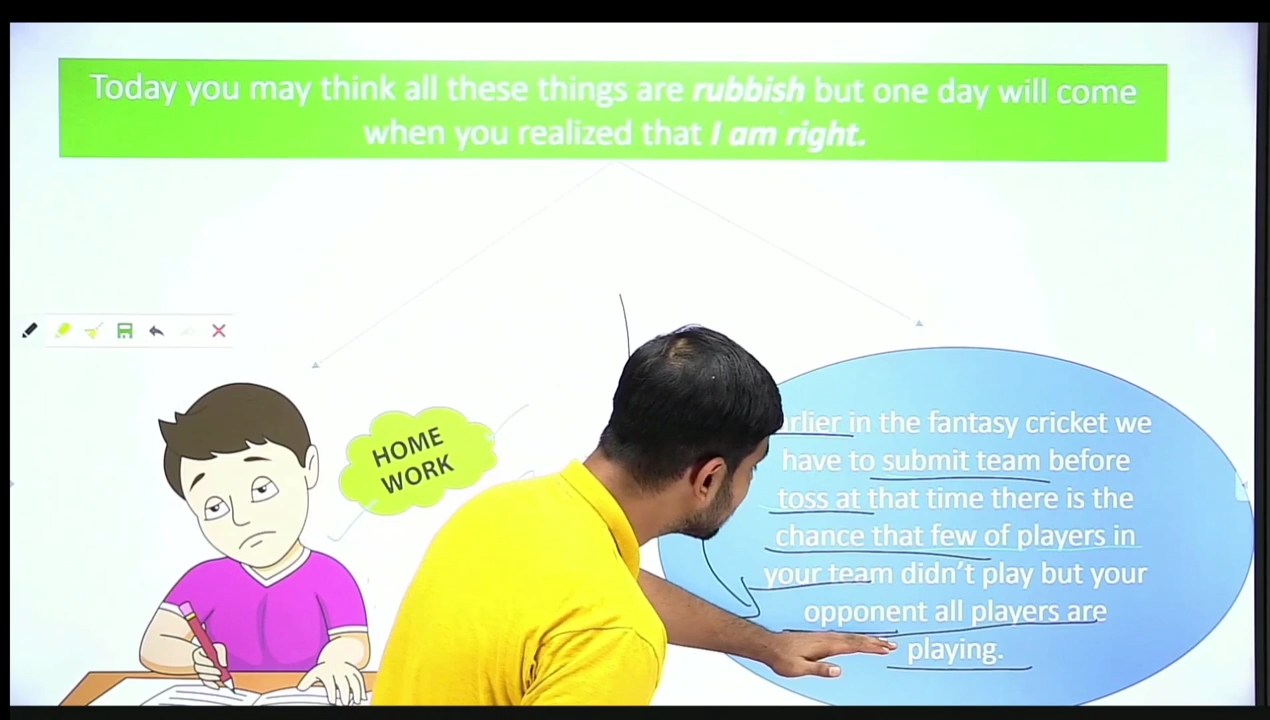 Today you may think all these things are rubbish but one day will come
when you realized that I am right.
HOME
WORK
in the fantasy cricket we
have to submit team before
toss at that time there is the
chance that few of players in
your team didn't play but your
opponent all players are
playing.